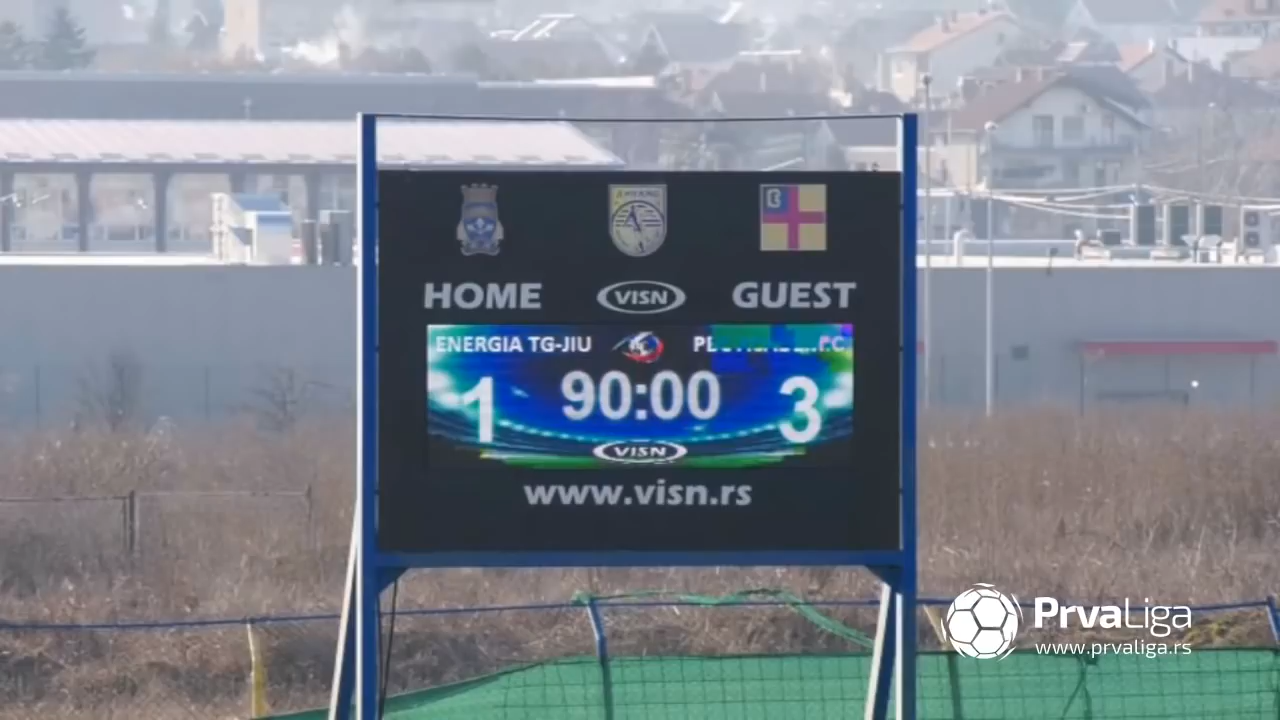 HOME VISN GUEST
ENERGIA TG-JIU
1 90:00 3
VISN
www.visn.rs
PrvaLiga
www.prvaliga.rs